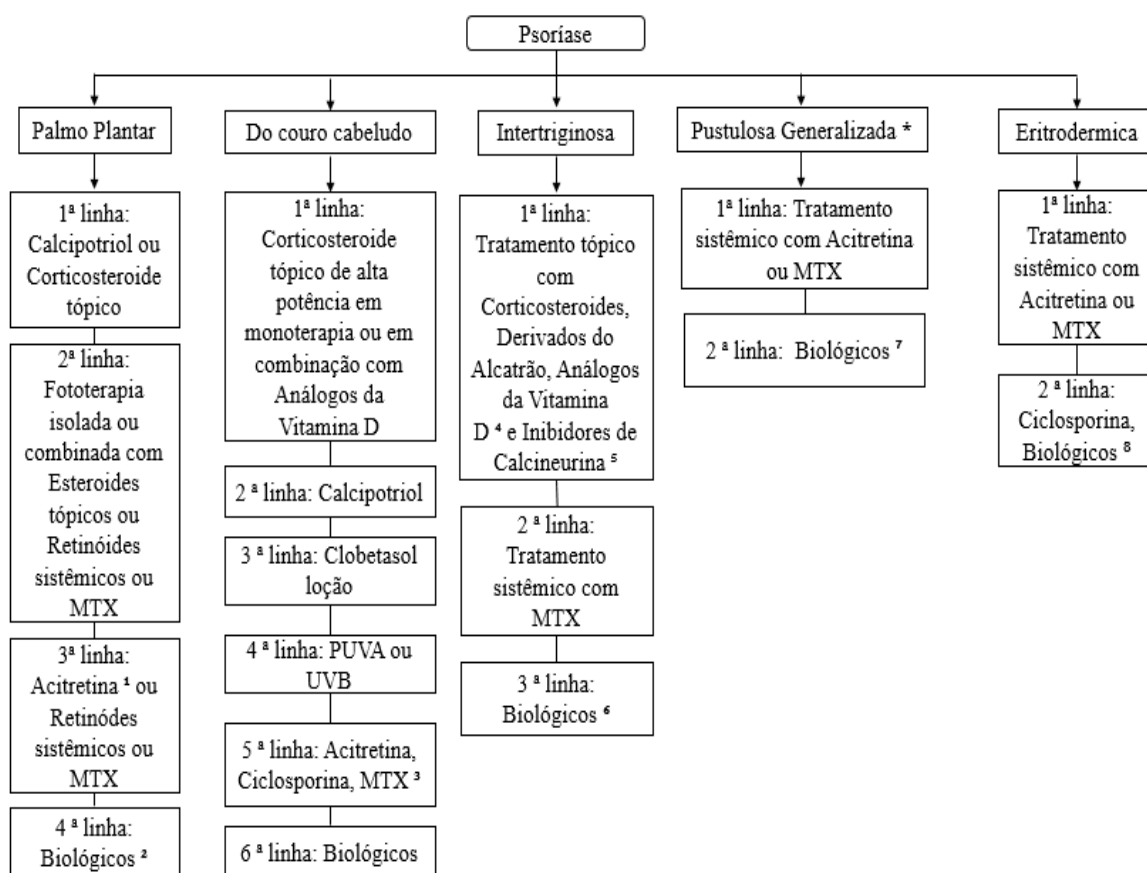 Psoríase
Palmo Plantar
1ª linha:
Calcipotriol ou
Corticosteroide
tópico
2ª linha:
Fototerapia
isolada ou
combinada com
Esteroides
tópicos ou
Retinóides
sistêmicos ou
MTX
3ª linha:
Acitretina ¹ ou
Retinódes
sistêmicos ou
MTX
4 ª linha:
Biológicos ²
Do couro cabeludo
1ª linha:
Corticosteroide
tópico de alta
potência em
monoterapia ou em
combinação com
Análogos da
Vitamina D
2 ª linha: Calcipotriol
3 ª linha: Clobetasol
loção
4 ª linha: PUVA ou
UVB
5 ª linha: Acitretina,
Ciclosporina, MTX ³
6 ª linha: Biológicos
Intertriginosa
1ª linha:
Tratamento tópico
com
Corticosteroides,
Derivados do
Alcatrão, Análogos
da Vitamina
D ⁴ e Inibidores de
Calcineurina ⁵
2 ª linha:
Tratamento
sistêmico com
MTX
3 ª linha:
Biológicos ⁶
Pustulosa Generalizada *
1ª linha: Tratamento
sistêmico com Acitretina
ou MTX
2 ª linha: Biológicos ⁷
Eritrodermica
1ª linha:
Tratamento
sistêmico com
Acitretina ou
MTX
2 ª linha:
Ciclosporina,
Biológicos ⁸